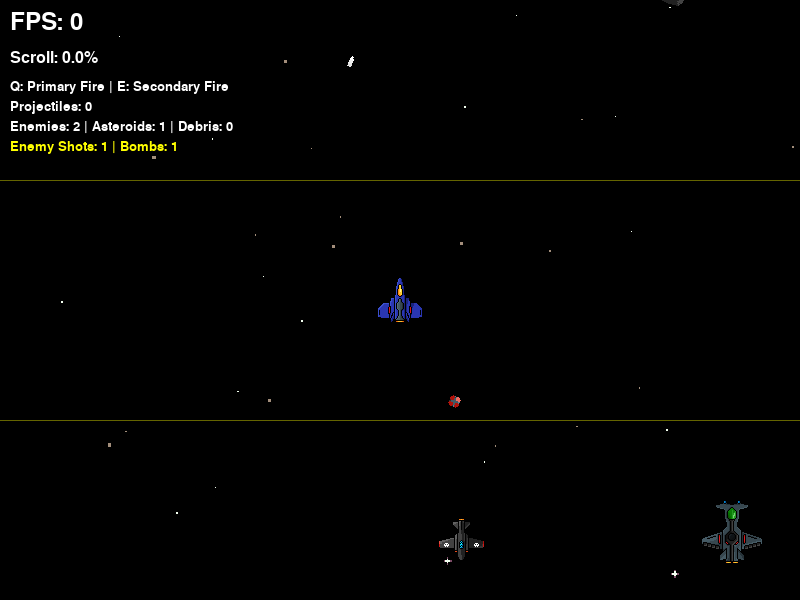 FPS: 0
Scroll: 0.0%
Q: Primary Fire | E: Secondary Fire
Projectiles: 0
Enemies: 2 | Asteroids: 1 | Debris: 0
Enemy Shots: 1 | Bombs: 1